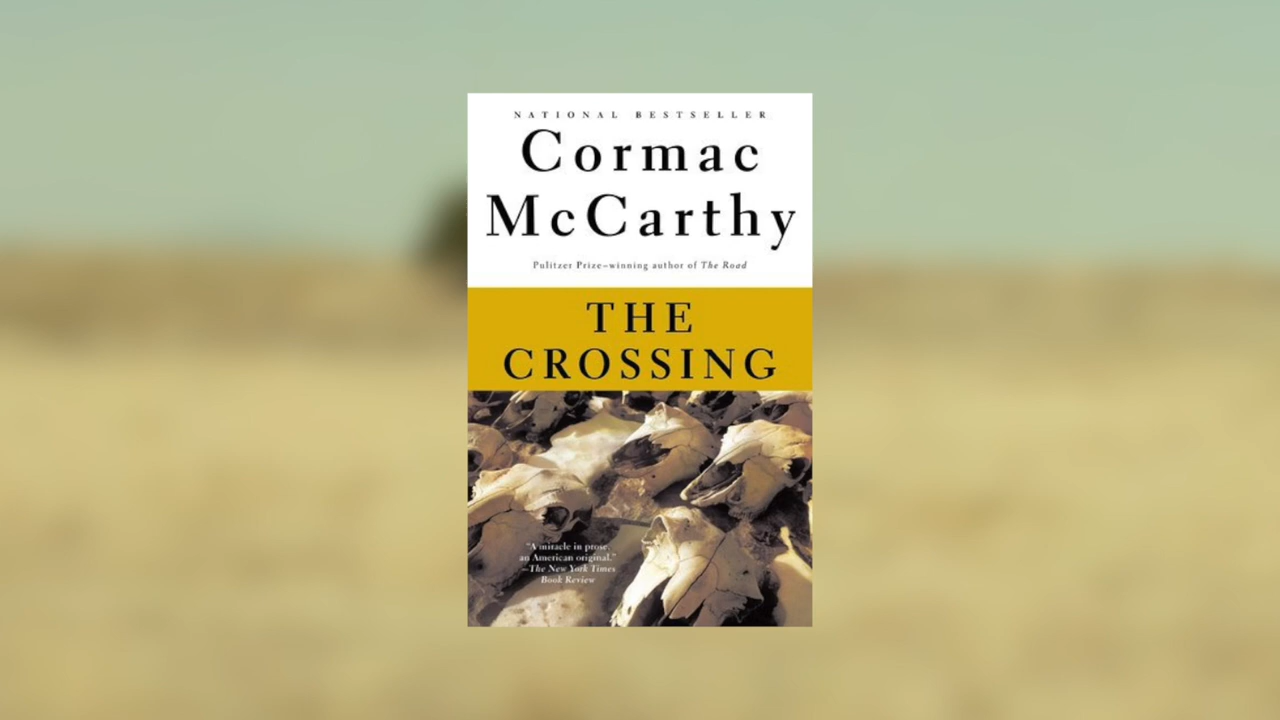 NATIONAL BESTSELLER
Cormac
McCarthy
Pulitzer Prize–winning author of The Road
THE
CROSSING
"A miracle in prose,
an American original."
—The New York Times
Book Review